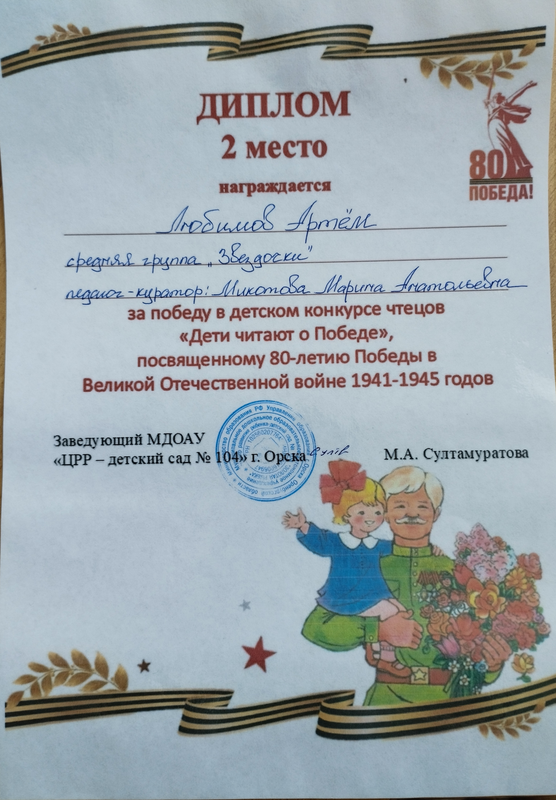 ДИПЛОМ
2 место
награждается
80
ПОБЕДА!
Любимов Артём
средняя группа „Звездочки"
педагог-куратор: Микотова Марина Анатольевна
за победу в детском конкурсе чтецов
«Дети читают о Победе»,
посвященному 80-летию Победы в
Великой Отечественной войне 1941-1945 годов
Заведующий МДОАУ
«ЦРР – детский сад № 104» г. Орска
М.А. Султамуратова